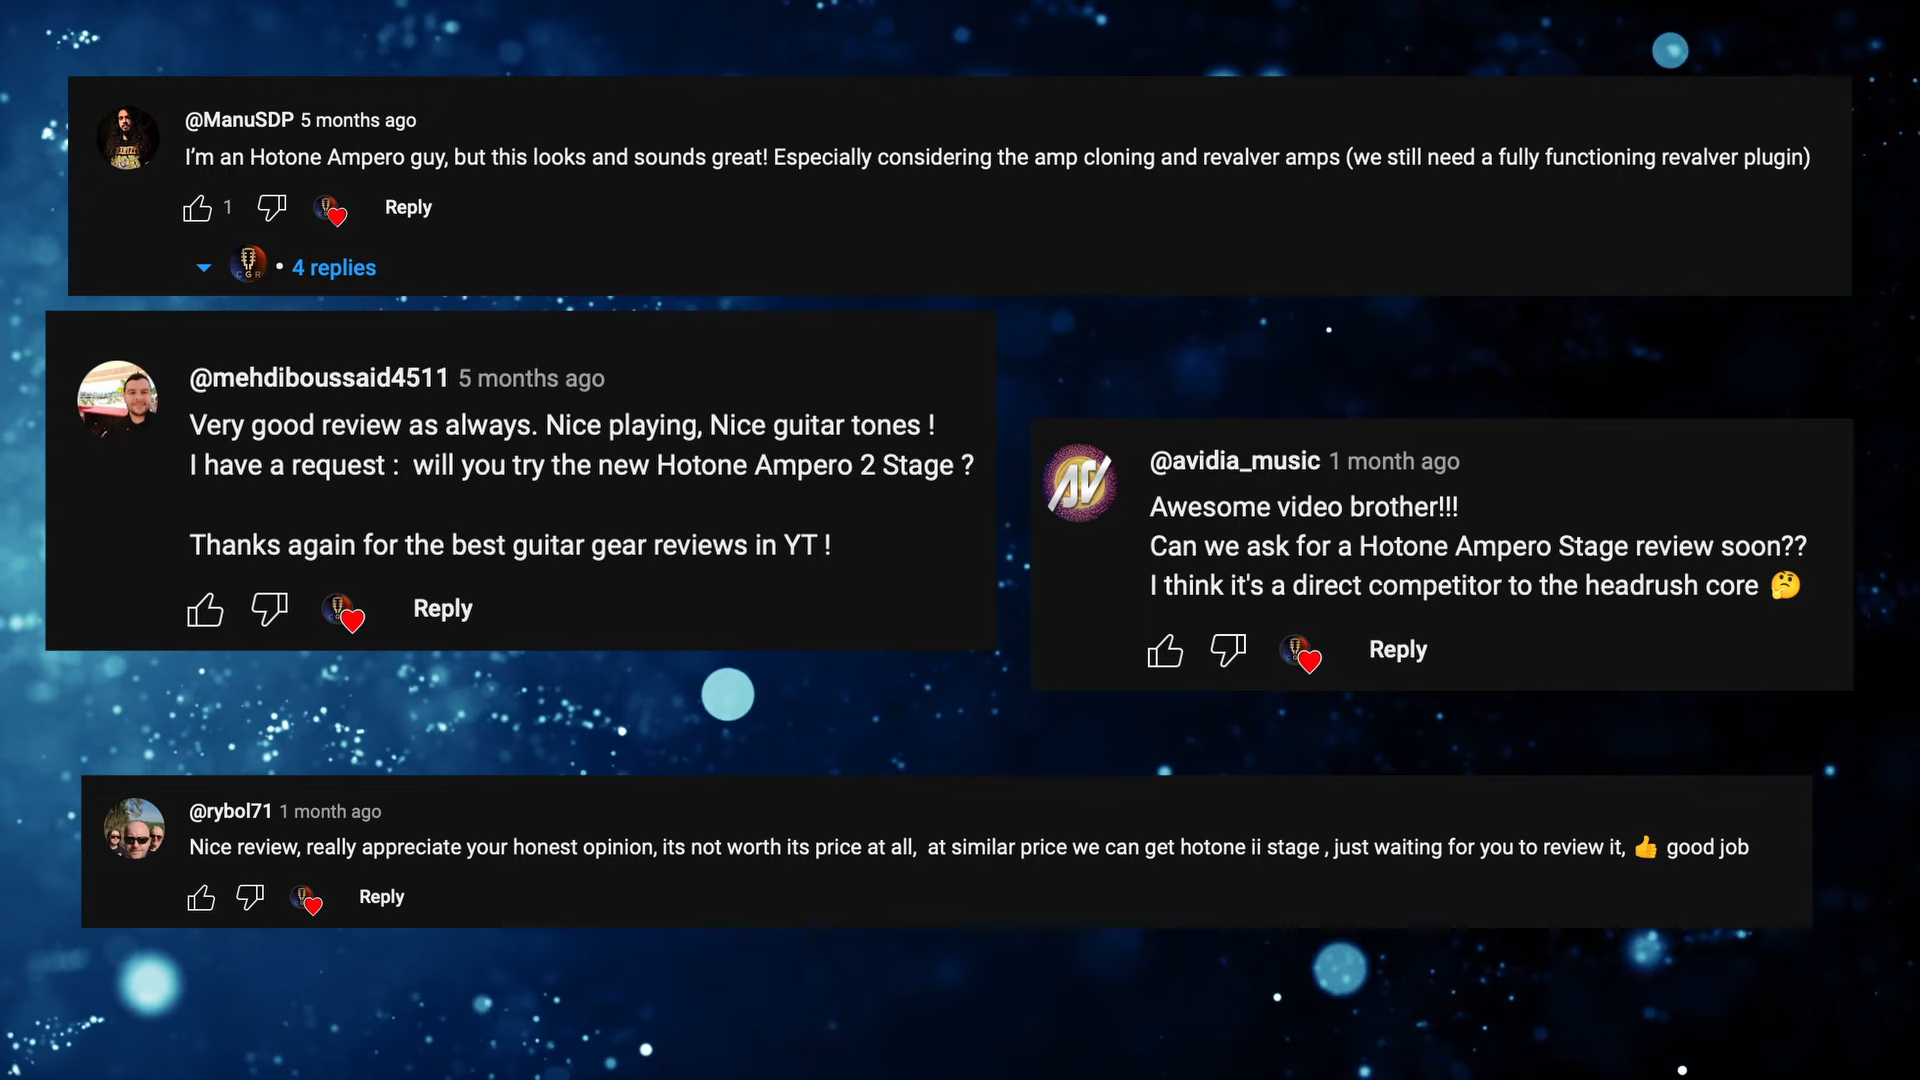 @ManuSDP 5 months ago
I’m an Hotone Ampero guy, but this looks and sounds great! Especially considering the amp cloning and revalver amps (we still need a fully functioning revalver plugin)
1 Reply
CGR • 4 replies
@mehdiboussaid4511 5 months ago
Very good review as always. Nice playing, Nice guitar tones !
I have a request :  will you try the new Hotone Ampero 2 Stage ?
Thanks again for the best guitar gear reviews in YT !
Reply
AV
@avidia_music 1 month ago
Awesome video brother!!!
Can we ask for a Hotone Ampero Stage review soon??
I think it's a direct competitor to the headrush core 🤔
Reply
@rybol71 1 month ago
Nice review, really appreciate your honest opinion, its not worth its price at all,  at similar price we can get hotone ii stage , just waiting for you to review it, 👍 good job
Reply